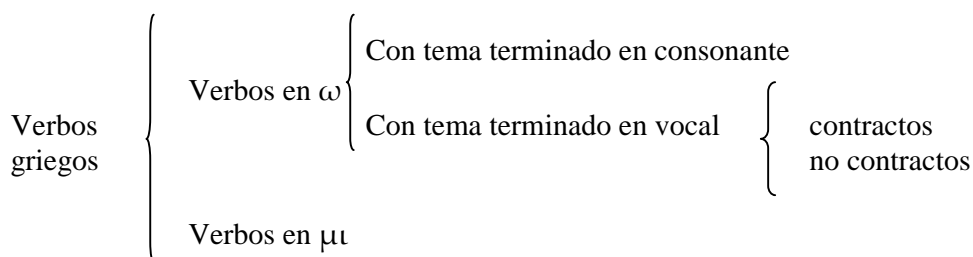 Con tema terminado en consonante
Verbos en ω
Verbos griegos
Con tema terminado en vocal
contractos
no contractos
Verbos en μι